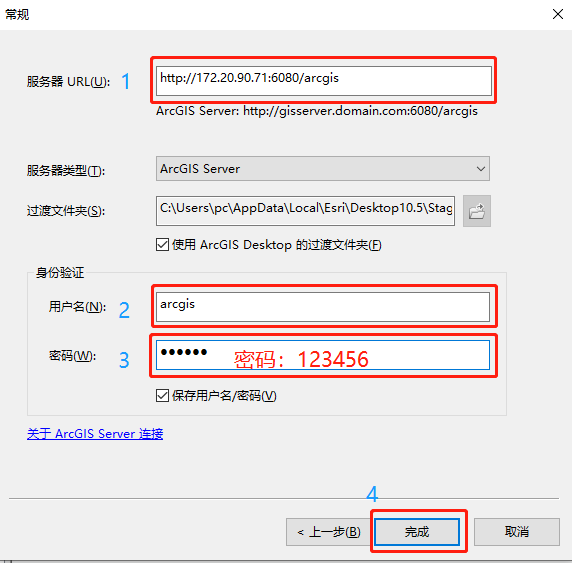 常规
服务器 URL(U): 1 http://172.20.90.71:6080/arcgis
ArcGIS Server: http://gisserver.domain.com:6080/arcgis
服务器类型(T): ArcGIS Server
过渡文件夹(S): C:\Users\pc\AppData\Local\Esri\Desktop10.5\Stag
使用 ArcGIS Desktop 的过渡文件夹(F)
身份验证
用户名(N): 2 arcgis
密码(W): 3 ●●●●●● 密码：123456
保存用户名/密码(V)
关于 ArcGIS Server 连接
4
< 上一步(B) 完成 取消